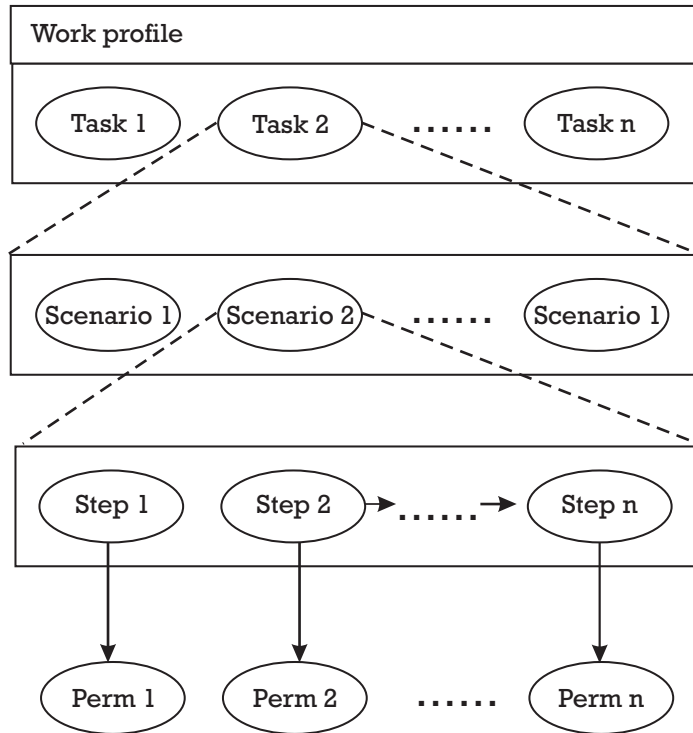 Work profile
Task 1 Task 2 ...... Task n
Scenario 1 Scenario 2 ...... Scenario 1
Step 1 Step 2 ...... Step n
Perm 1 Perm 2 ...... Perm n